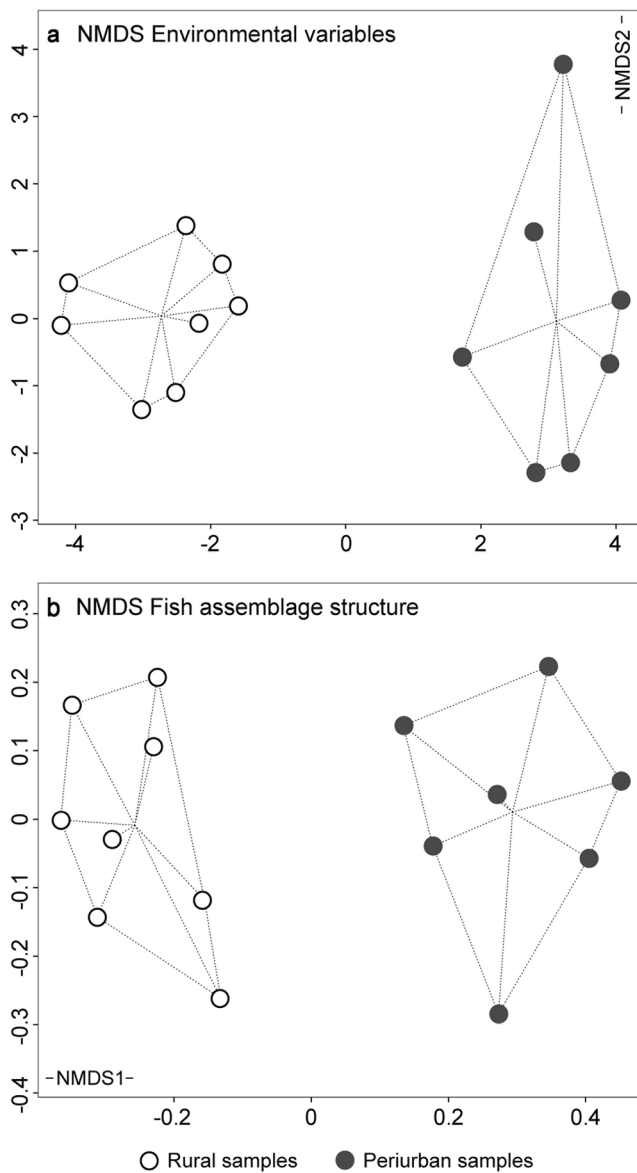 a NMDS Environmental variables
- NMDS2 -
4
3
2
1
0
-1
-2
-3
-4 -2 0 2 4
b NMDS Fish assemblage structure
0.3
0.2
0.1
0
-0.1
-0.2
-0.3
-0.4
-NMDS1-
-0.2 0 0.2 0.4
Rural samples Periurban samples